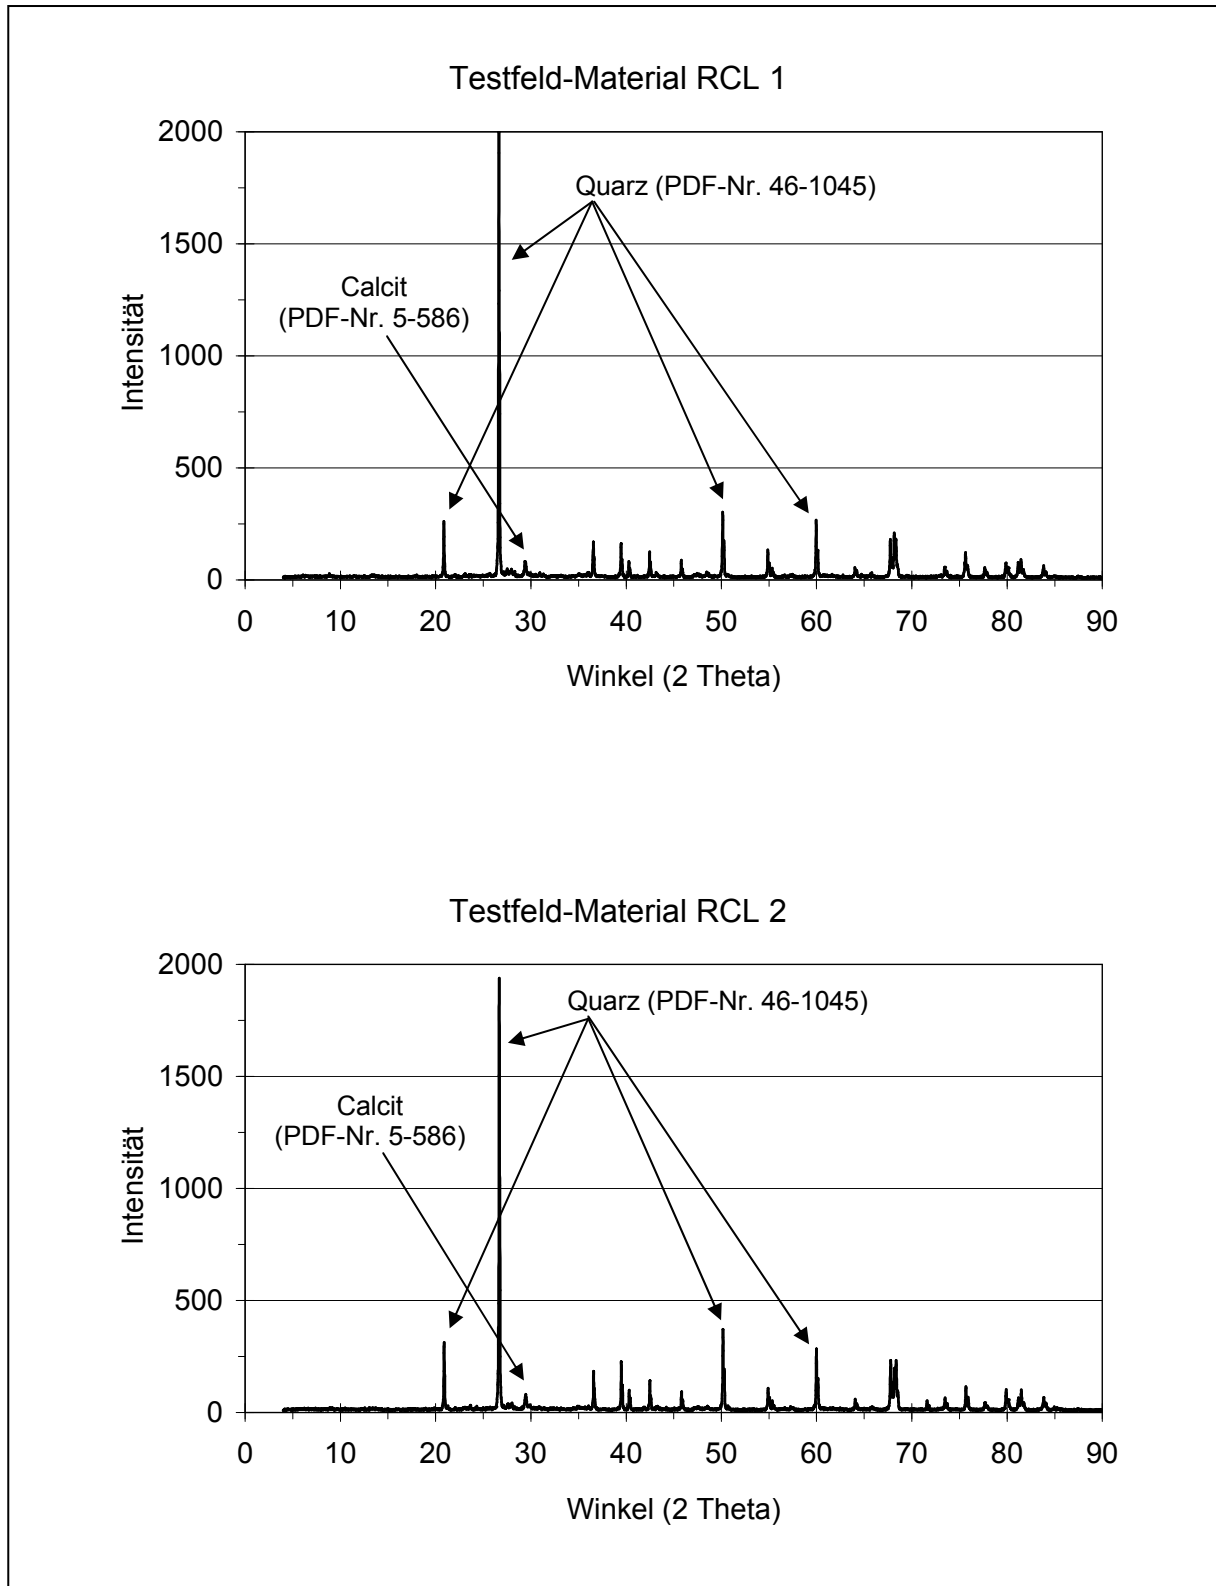 Testfeld-Material RCL 1
2000
Quarz (PDF-Nr. 46-1045)
1500
Calcit
(PDF-Nr. 5-586)
1000
Intensität
500
0
0 10 20 30 40 50 60 70 80 90
Winkel (2 Theta)
Testfeld-Material RCL 2
2000
Quarz (PDF-Nr. 46-1045)
1500
Calcit
(PDF-Nr. 5-586)
1000
Intensität
500
0
0 10 20 30 40 50 60 70 80 90
Winkel (2 Theta)